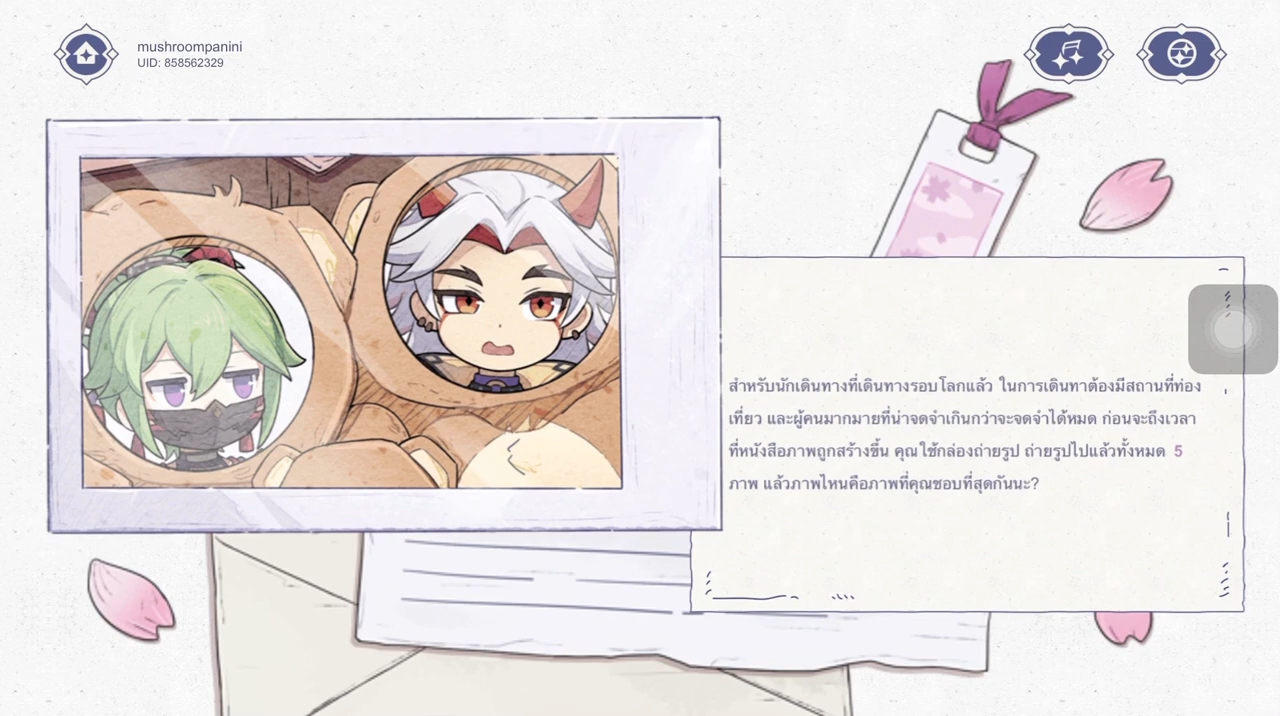 mushroompanini
UID: 858562329
สำหรับนักเดินทางที่เดินทางรอบโลกแล้ว ในการเดินทาต้องมีสถานที่ท่อง
เที่ยว และผู้คนมากมายที่น่าจดจำเกินกว่าจะจดจำได้หมด ก่อนจะถึงเวลา
ที่หนังสือภาพถูกสร้างขึ้น คุณใช้กล่องถ่ายรูป ถ่ายรูปไปแล้วทั้งหมด 5
ภาพ แล้วภาพไหนคือภาพที่คุณชอบที่สุดกันนะ?